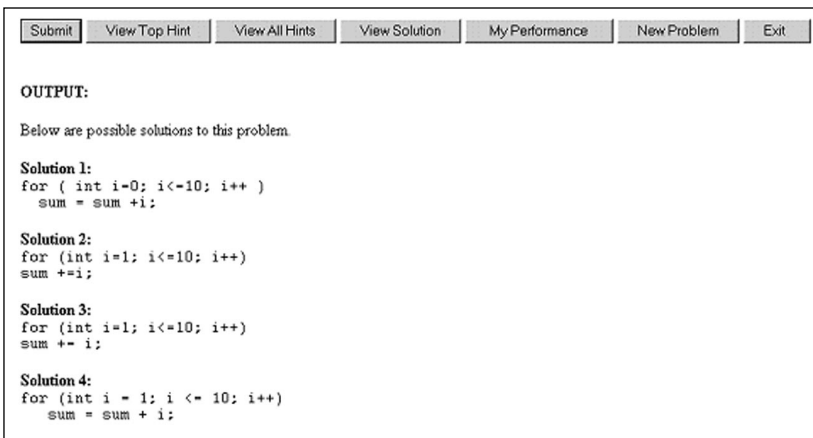 Submit View Top Hint View All Hints View Solution My Performance New Problem Exit
OUTPUT:
Below are possible solutions to this problem.
Solution 1:
for ( int i=0; i<=10; i++ )
sum = sum +i;
Solution 2:
for (int i=1; i<=10; i++)
sum +=i;
Solution 3:
for (int i=1; i<=10; i++)
sum += i;
Solution 4:
for (int i = 1; i <= 10; i++)
sum = sum + i;